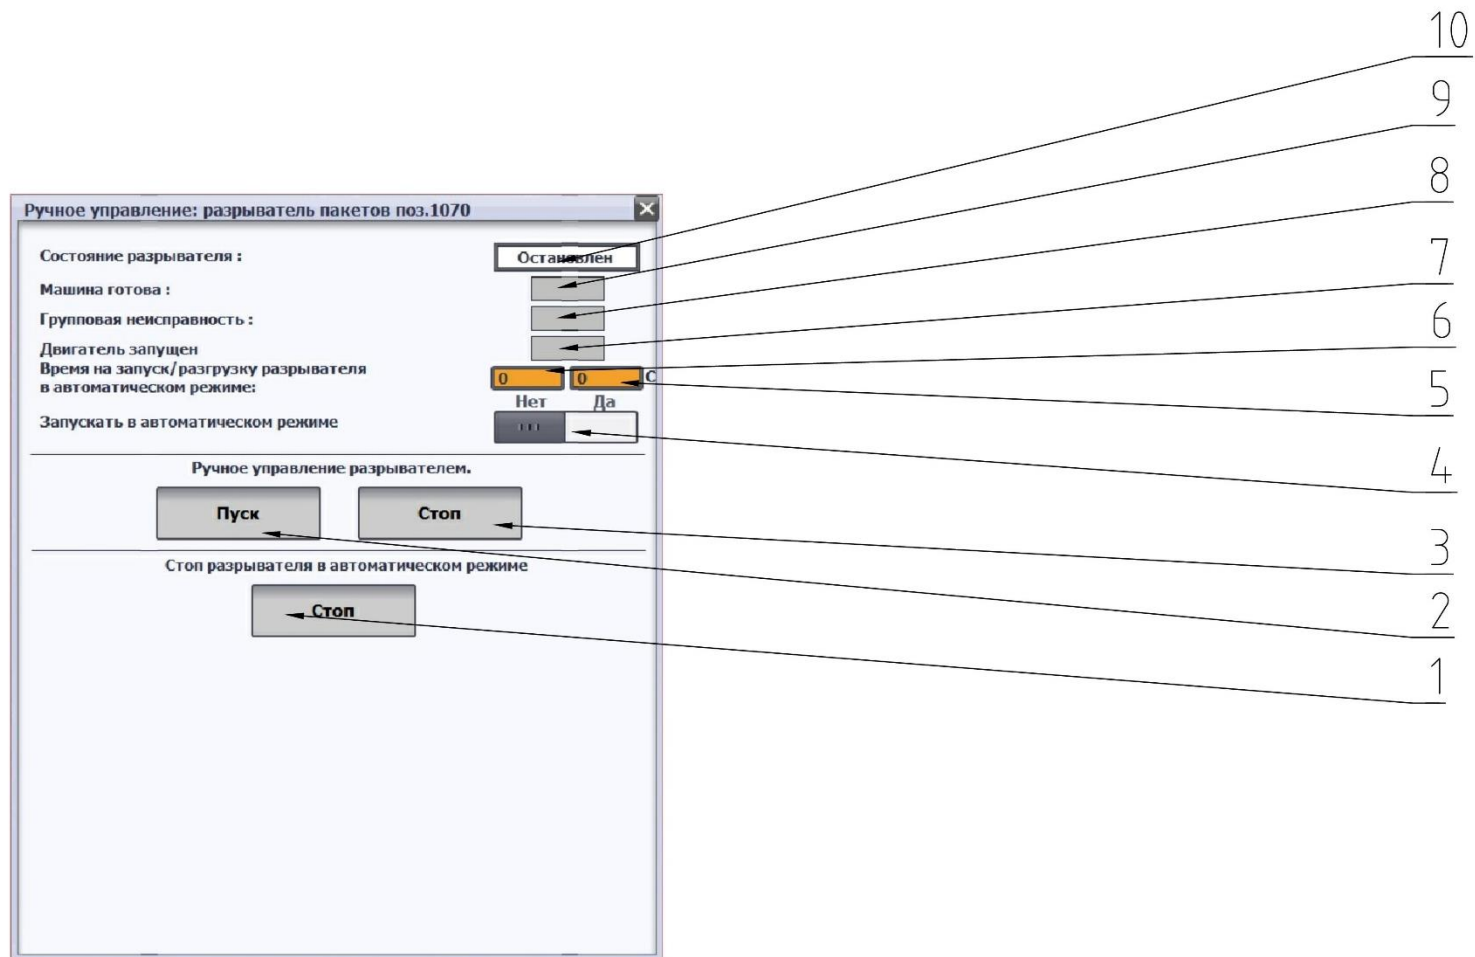 10
9
8
7
6
5
4
3
2
1
Ручное управление: разрыватель пакетов поз.1070
Состояние разрывателя :
Остановлен
Машина готова :
Групповая неисправность :
Двигатель запущен
Время на запуск/разгрузку разрывателя
в автоматическом режиме:
0
0
С
Нет
Да
Запускать в автоматическом режиме
Ручное управление разрывателем.
Пуск
Стоп
Стоп разрывателя в автоматическом режиме
Стоп